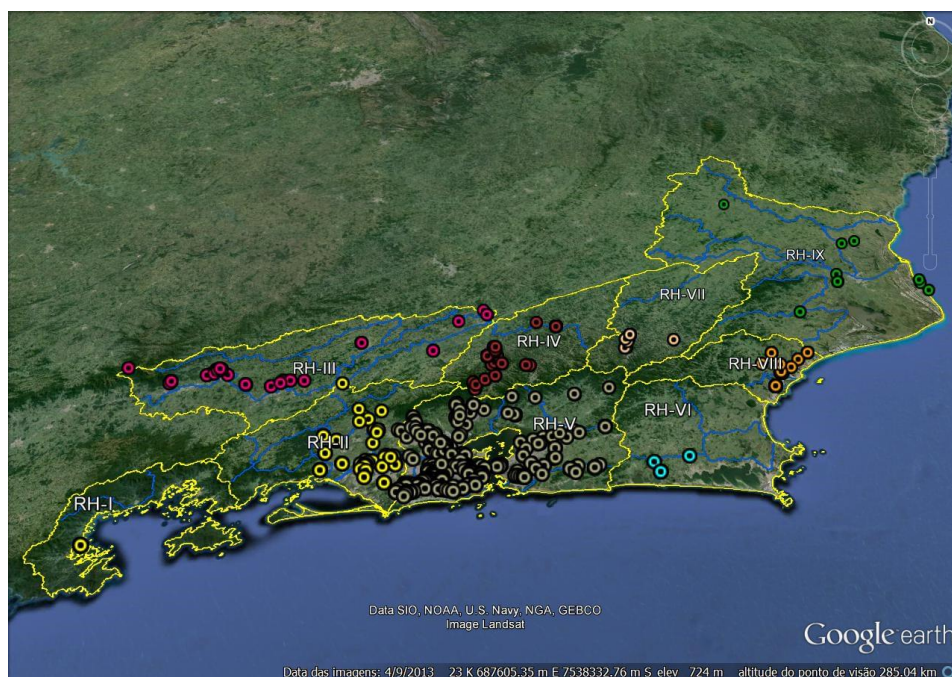 N
RH-IX
RH-VII
RH-IV
RH-III
RH-VIII
RH-VI
RH-V
RH-II
RH-I
Data SIO, NOAA, U.S. Navy, NGA, GEBCO
Image Landsat
Google earth
Data das imagens: 4/9/2013 23 K 687605.35 m E 7538332.76 m S elev 724 m altitude do ponto de visão 285.04 km